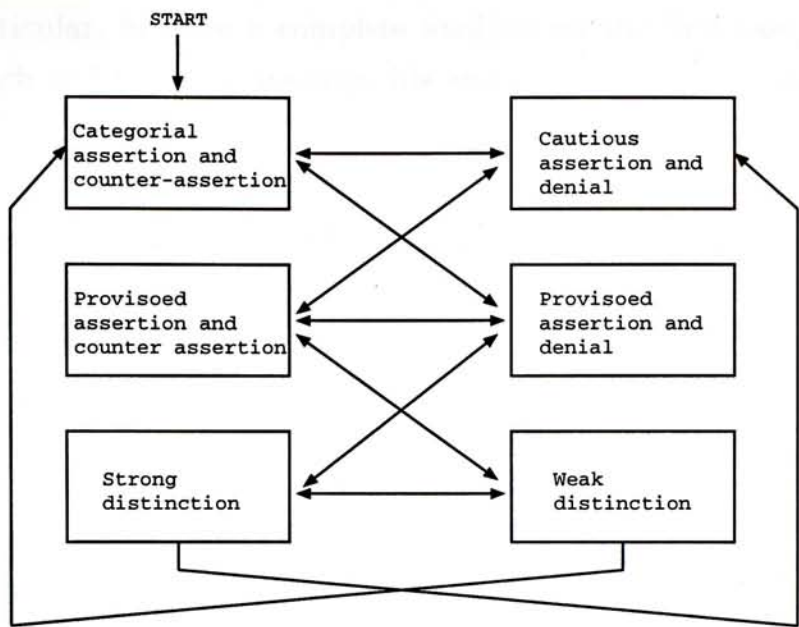 START
Categorial
assertion and
counter-assertion
Cautious
assertion and
denial
Provisoed
assertion and
counter assertion
Provisoed
assertion and
denial
Strong
distinction
Weak
distinction